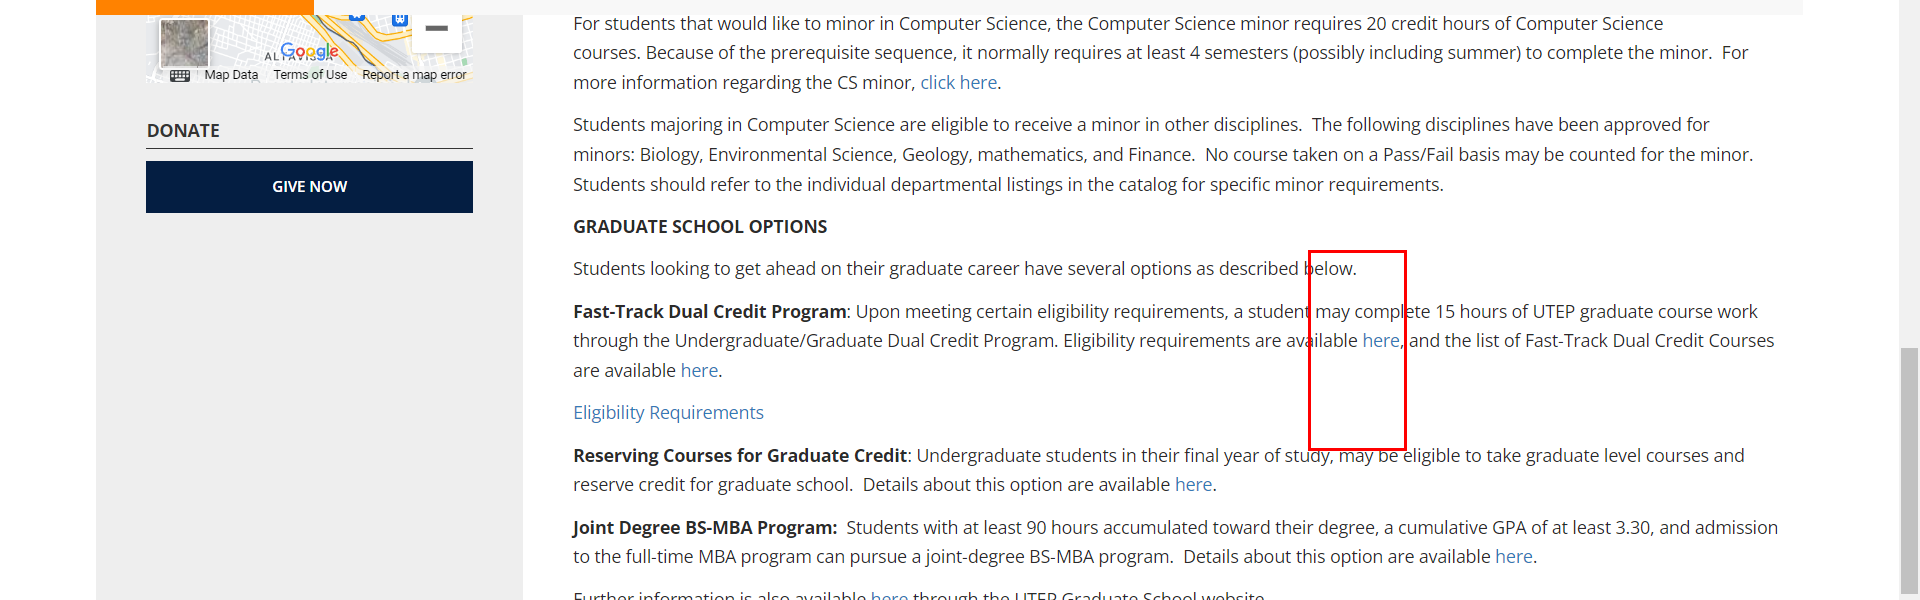 Google
Map Data
Terms of Use
Report a map error
DONATE
GIVE NOW
For students that would like to minor in Computer Science, the Computer Science minor requires 20 credit hours of Computer Science
courses. Because of the prerequisite sequence, it normally requires at least 4 semesters (possibly including summer) to complete the minor.  For
more information regarding the CS minor, click here.
Students majoring in Computer Science are eligible to receive a minor in other disciplines.  The following disciplines have been approved for
minors: Biology, Environmental Science, Geology, mathematics, and Finance.  No course taken on a Pass/Fail basis may be counted for the minor.
Students should refer to the individual departmental listings in the catalog for specific minor requirements.
GRADUATE SCHOOL OPTIONS
Students looking to get ahead on their graduate career have several options as described below.
Fast-Track Dual Credit Program: Upon meeting certain eligibility requirements, a student may complete 15 hours of UTEP graduate course work
through the Undergraduate/Graduate Dual Credit Program. Eligibility requirements are available here, and the list of Fast-Track Dual Credit Courses
are available here.
Eligibility Requirements
Reserving Courses for Graduate Credit: Undergraduate students in their final year of study, may be eligible to take graduate level courses and
reserve credit for graduate school.  Details about this option are available here.
Joint Degree BS-MBA Program:  Students with at least 90 hours accumulated toward their degree, a cumulative GPA of at least 3.30, and admission
to the full-time MBA program can pursue a joint-degree BS-MBA program.  Details about this option are available here.
Further information is also available here through the UTEP Graduate School website.